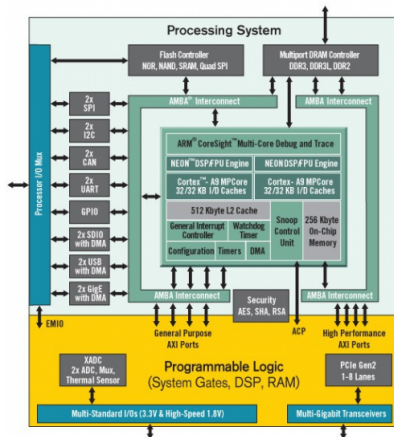 Processing System
Flash Controller
NOR, NAND, SRAM, Quad SPI
Multiport DRAM Controller
DDR3, DDR3L, DDR2
AMBA® Interconnect
AMBA Interconnect
Processor I/O Mux
2x
SPI
2x
I2C
2x
CAN
2x
UART
GPIO
2x SDIO
with DMA
2x USB
with DMA
2x GigE
with DMA
ARM® CoreSight™ Multi-Core Debug and Trace
NEON™ DSP/FPU Engine
NEON DSP/FPU Engine
Cortex™- A9 MPCore
32/32 KB I/D Caches
Cortex- A9 MPCore
32/32 KB I/D Caches
512 Kbyte L2 Cache
General Interrupt
Controller
Watchdog
Timer
Configuration
Timers
DMA
Snoop
Control
Unit
256 Kbyte
On-Chip
Memory
AMBA Interconnect
Security
AES, SHA, RSA
AMBA Interconnect
EMIO
General Purpose
AXI Ports
ACP
High Performance
AXI Ports
XADC
2x ADC, Mux,
Thermal Sensor
Programmable Logic
(System Gates, DSP, RAM)
PCIe Gen2
1-8 Lanes
Multi-Standard I/Os (3.3V & High-Speed 1.8V)
Multi-Gigabit Transceivers